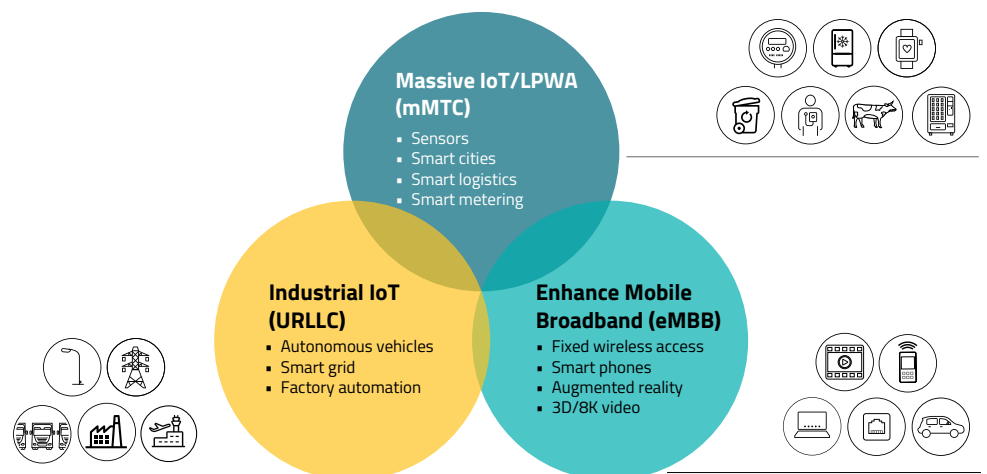 Massive IoT/LPWA
(mMTC)
▪ Sensors
▪ Smart cities
▪ Smart logistics
▪ Smart metering
Industrial IoT
(URLLC)
▪ Autonomous vehicles
▪ Smart grid
▪ Factory automation
Enhance Mobile
Broadband (eMBB)
▪ Fixed wireless access
▪ Smart phones
▪ Augmented reality
▪ 3D/8K video